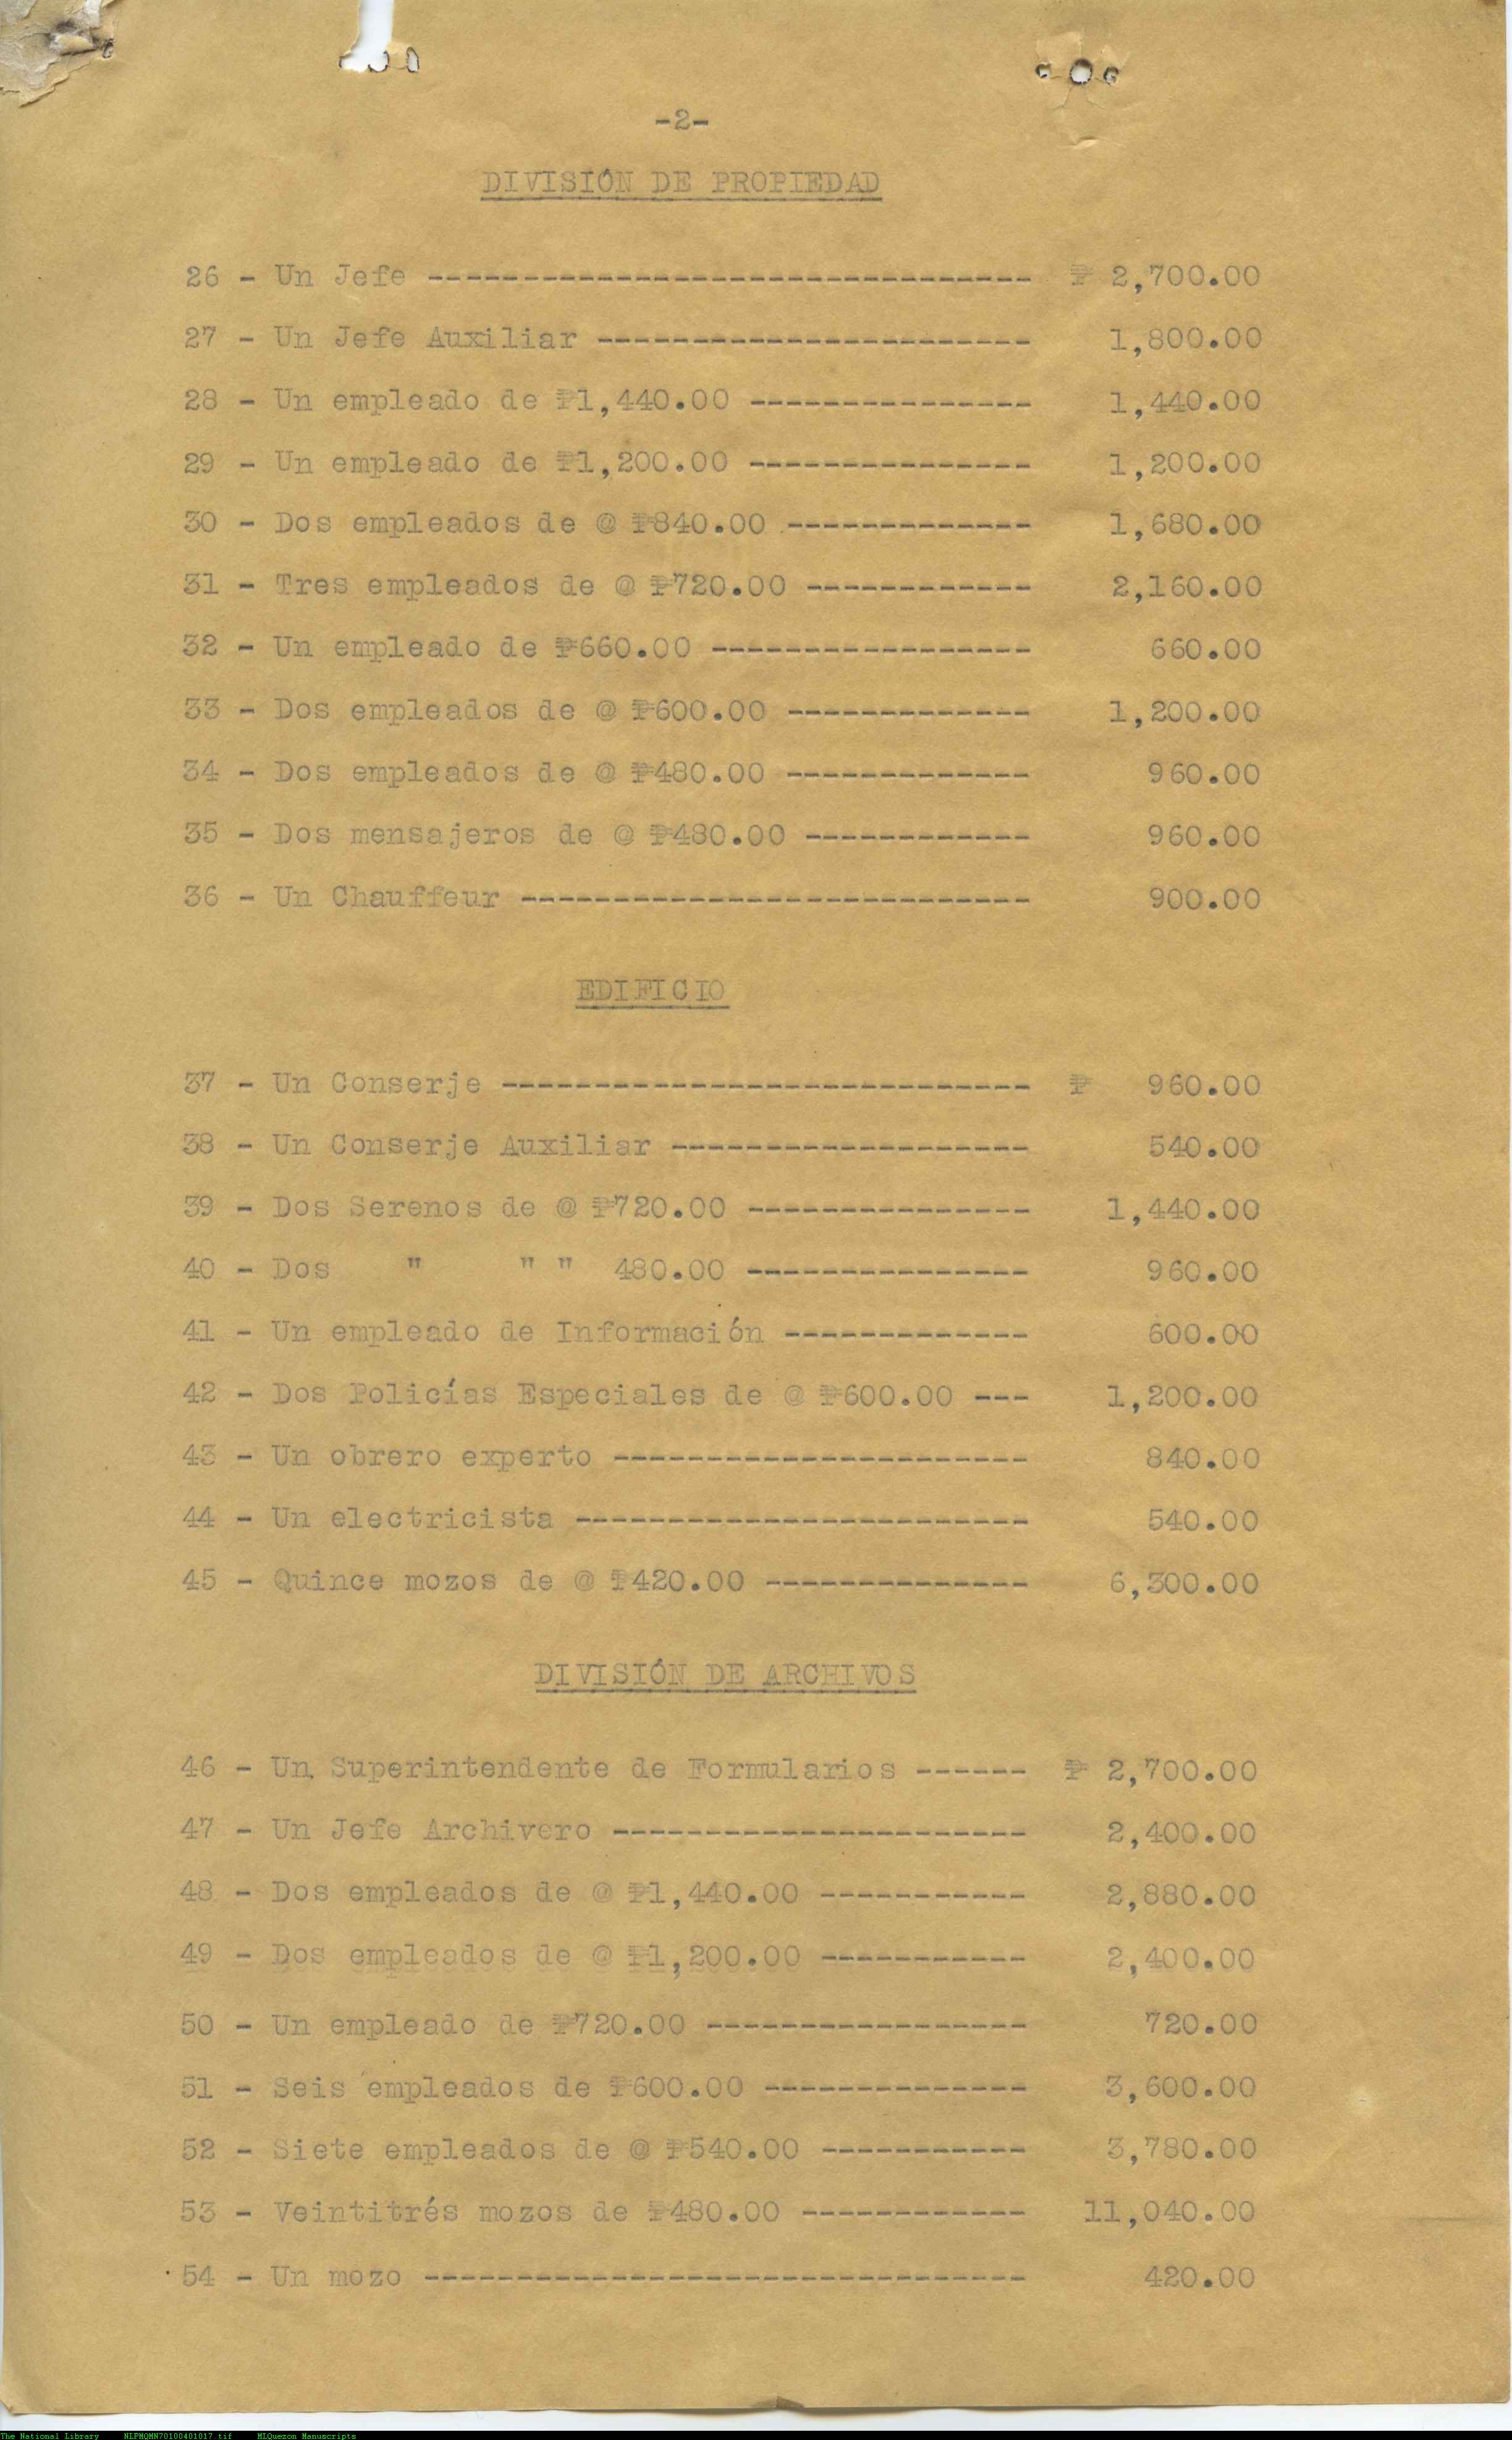 -2-
DIVISIÓN DE PROPIEDAD
26 - Un Jefe -------------------------------- ₱ 2,700.00
27 - Un Jefe Auxiliar ----------------------- 1,800.00
28 - Un empleado de ₱1,440.00 --------------- 1,440.00
29 - Un empleado de ₱1,200.00 --------------- 1,200.00
30 - Dos empleados de @ ₱840.00 ------------- 1,680.00
31 - Tres empleados de @ ₱720.00 ------------ 2,160.00
32 - Un empleado de ₱660.00 ----------------- 660.00
33 - Dos empleados de @ ₱600.00 ------------- 1,200.00
34 - Dos empleados de @ ₱480.00 ------------- 960.00
35 - Dos mensajeros de @ ₱480.00 ------------ 960.00
36 - Un Chauffeur --------------------------- 900.00
EDIFICIO
37 - Un Conserje ---------------------------- ₱ 960.00
38 - Un Conserje Auxiliar ------------------- 540.00
39 - Dos Serenos de @ ₱720.00 --------------- 1,440.00
40 - Dos " " " 480.00 --------------- 960.00
41 - Un empleado de Información ------------- 600.00
42 - Dos Policías Especiales de @ ₱600.00 --- 1,200.00
43 - Un obrero experto ---------------------- 840.00
44 - Un electricista ------------------------ 540.00
45 - Quince mozos de @ ₱420.00 -------------- 6,300.00
DIVISIÓN DE ARCHIVOS
46 - Un Superintendente de Formularios ------ ₱ 2,700.00
47 - Un Jefe Archivero ---------------------- 2,400.00
48 - Dos empleados de @ ₱1,440.00 ----------- 2,880.00
49 - Dos empleados de @ ₱1,200.00 ----------- 2,400.00
50 - Un empleado de ₱720.00 ----------------- 720.00
51 - Seis empleados de ₱600.00 -------------- 3,600.00
52 - Siete empleados de @ ₱540.00 ----------- 3,780.00
53 - Veintitrés mozos de ₱480.00 ------------ 11,040.00
54 - Un mozo -------------------------------- 420.00
The National Library NLPMQMN70100401017.tif MLQuezon Manuscripts